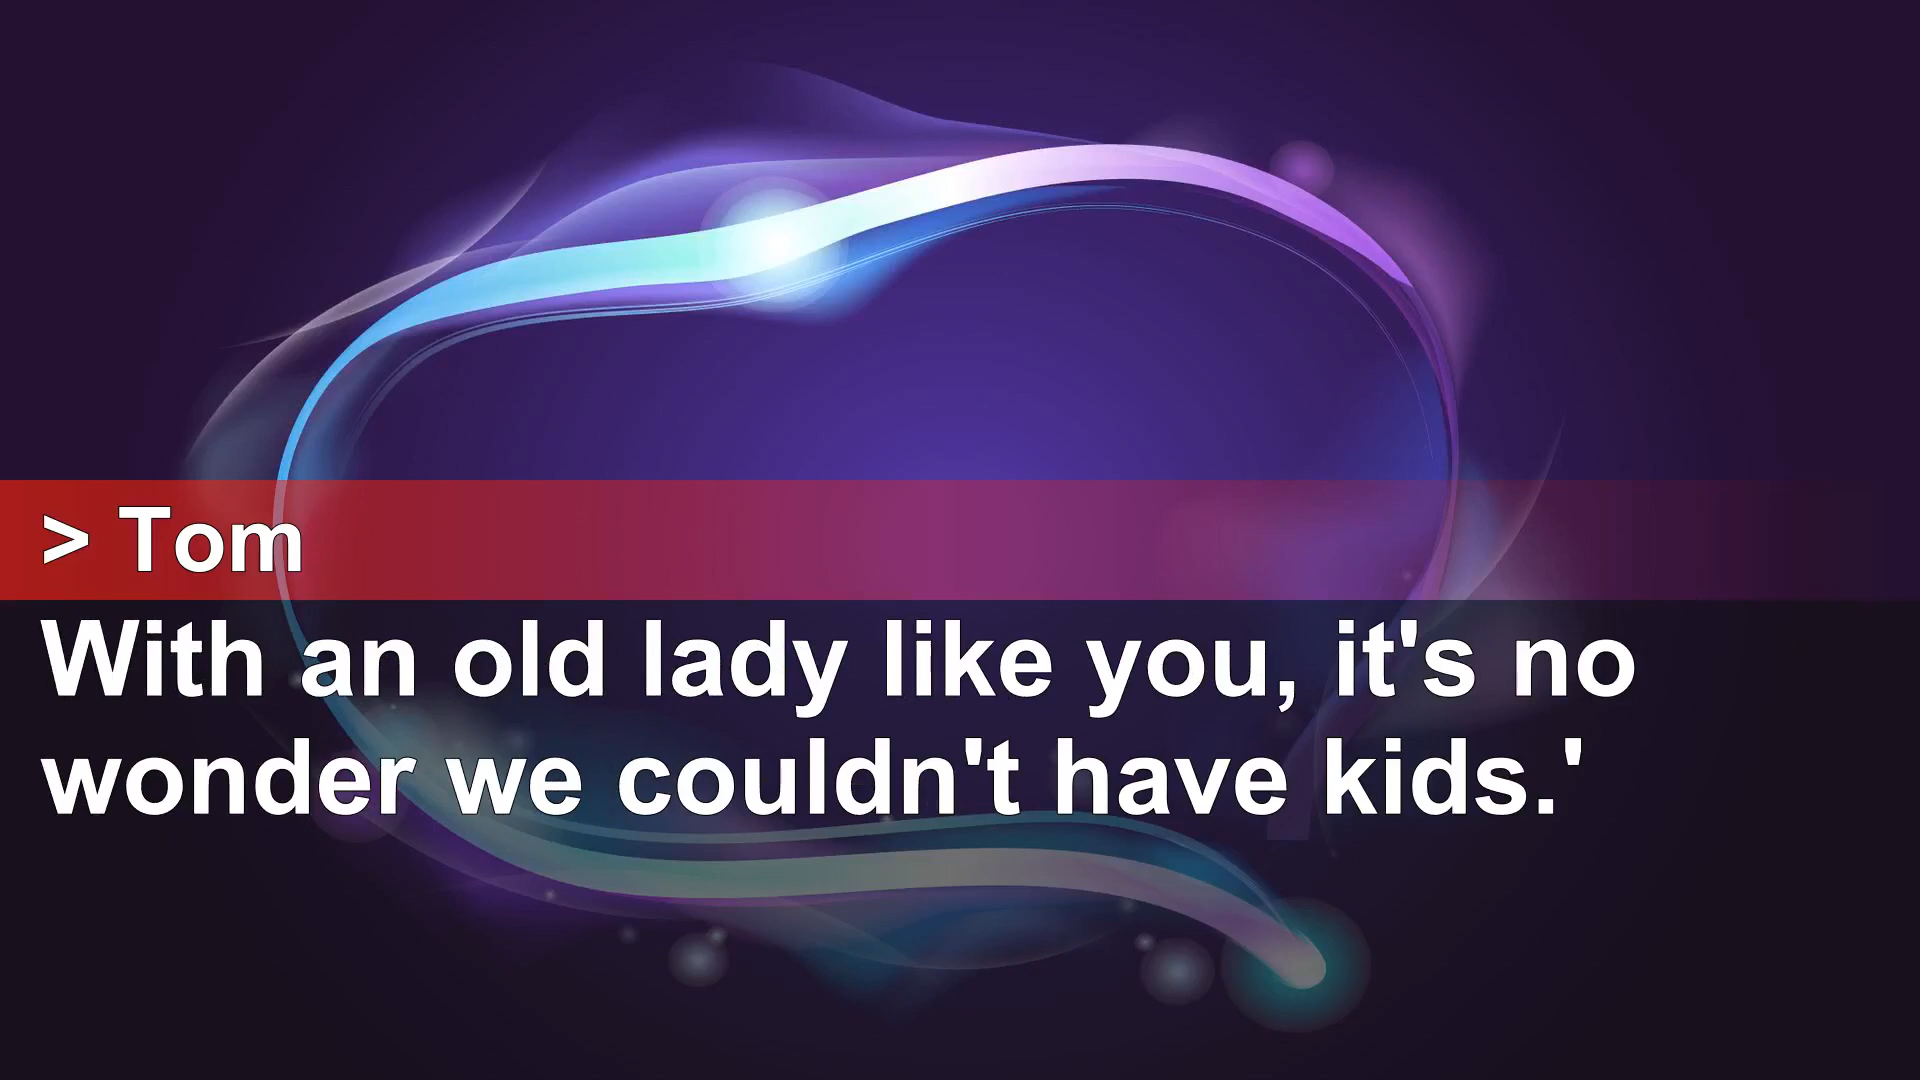 > Tom
With an old lady like you, it's no
wonder we couldn't have kids.'